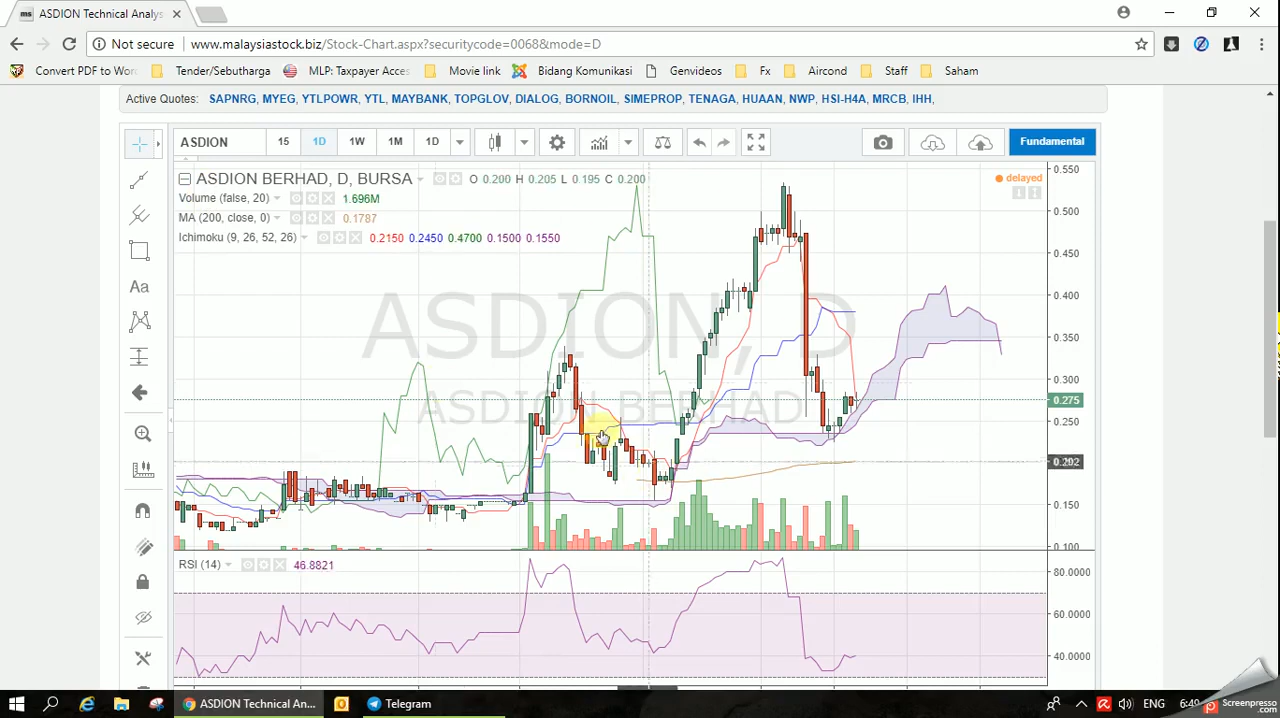 ms ASDION Technical Analys
Not secure www.malaysiastock.biz/Stock-Chart.aspx?securitycode=0068&mode=D
Convert PDF to Wor Tender/Sebutharga MLP: Taxpayer Acces Movie link Bidang Komunikasi Genvideos Fx Aircond Staff Saham
Active Quotes: SAPNRG, MYEG, YTLPOWR, YTL, MAYBANK, TOPGLOV, DIALOG, BORNOIL, SIMEPROP, TENAGA, HUAAN, NWP, HSI-H4A, MRCB, IHH,
ASDION 15 1D 1W 1M 1D Fundamental
ASDION BERHAD, D, BURSA O 0.200 H 0.205 L 0.195 C 0.200
delayed
Volume (false, 20) 1.696M
MA (200, close, 0) 0.1787
Ichimoku (9, 26, 52, 26) 0.2150 0.2450 0.4700 0.1500 0.1550
Aa
ASDION, D
ASDION BERHAD
0.550
0.500
0.450
0.400
0.350
0.300
0.275
0.250
0.202
0.150
0.100
RSI (14) 46.8821
80.0000
60.0000
40.0000
ASDION Technical An... Telegram ENG 6:49
Screenpresso
.com